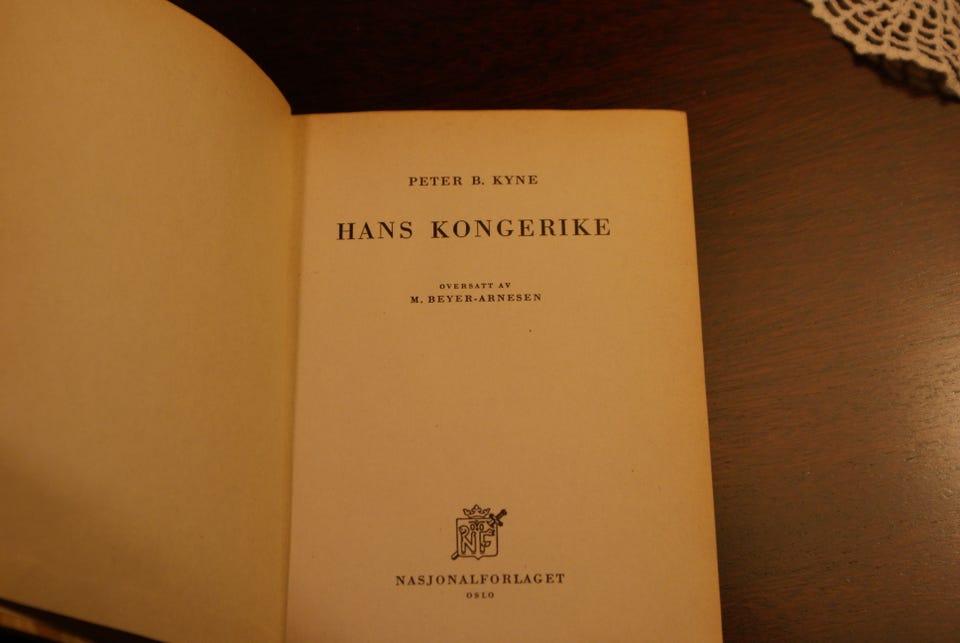 PETER B. KYNE
HANS KONGERIKE
OVERSATT AV
M. BEYER-ARNESEN
NF
NASJONALFORLAGET
OSLO